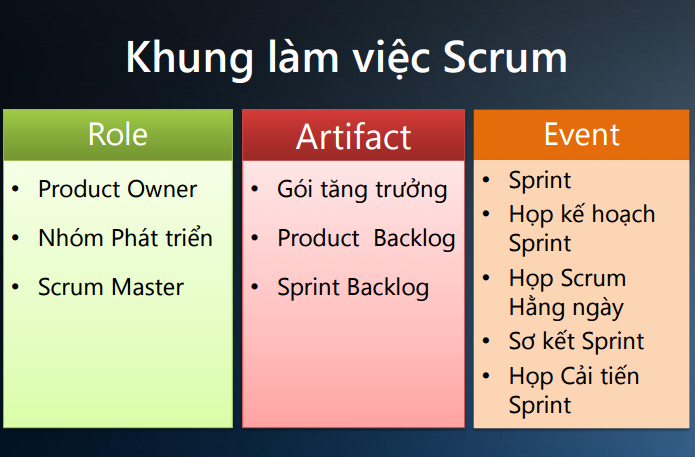 Khung làm việc Scrum
Role
• Product Owner
• Nhóm Phát triển
• Scrum Master
Artifact
• Gói tăng trưởng
• Product Backlog
• Sprint Backlog
Event
• Sprint
• Họp kế hoạch
Sprint
• Họp Scrum
Hằng ngày
• Sơ kết Sprint
• Họp Cải tiến
Sprint